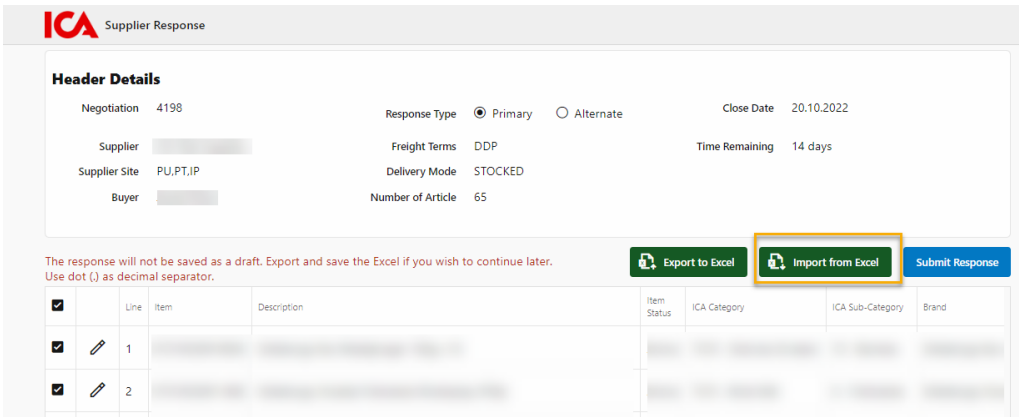 ICA Supplier Response
Header Details
Negotiation 4198 Response Type Primary Alternate Close Date 20.10.2022
Supplier Freight Terms DDP Time Remaining 14 days
Supplier Site PU,PT,IP Delivery Mode STOCKED
Buyer Number of Article 65
The response will not be saved as a draft. Export and save the Excel if you wish to continue later.
Use dot (.) as decimal separator.
Export to Excel Import from Excel Submit Response
Line Item Description Item Status ICA Category ICA Sub-Category Brand
1
2